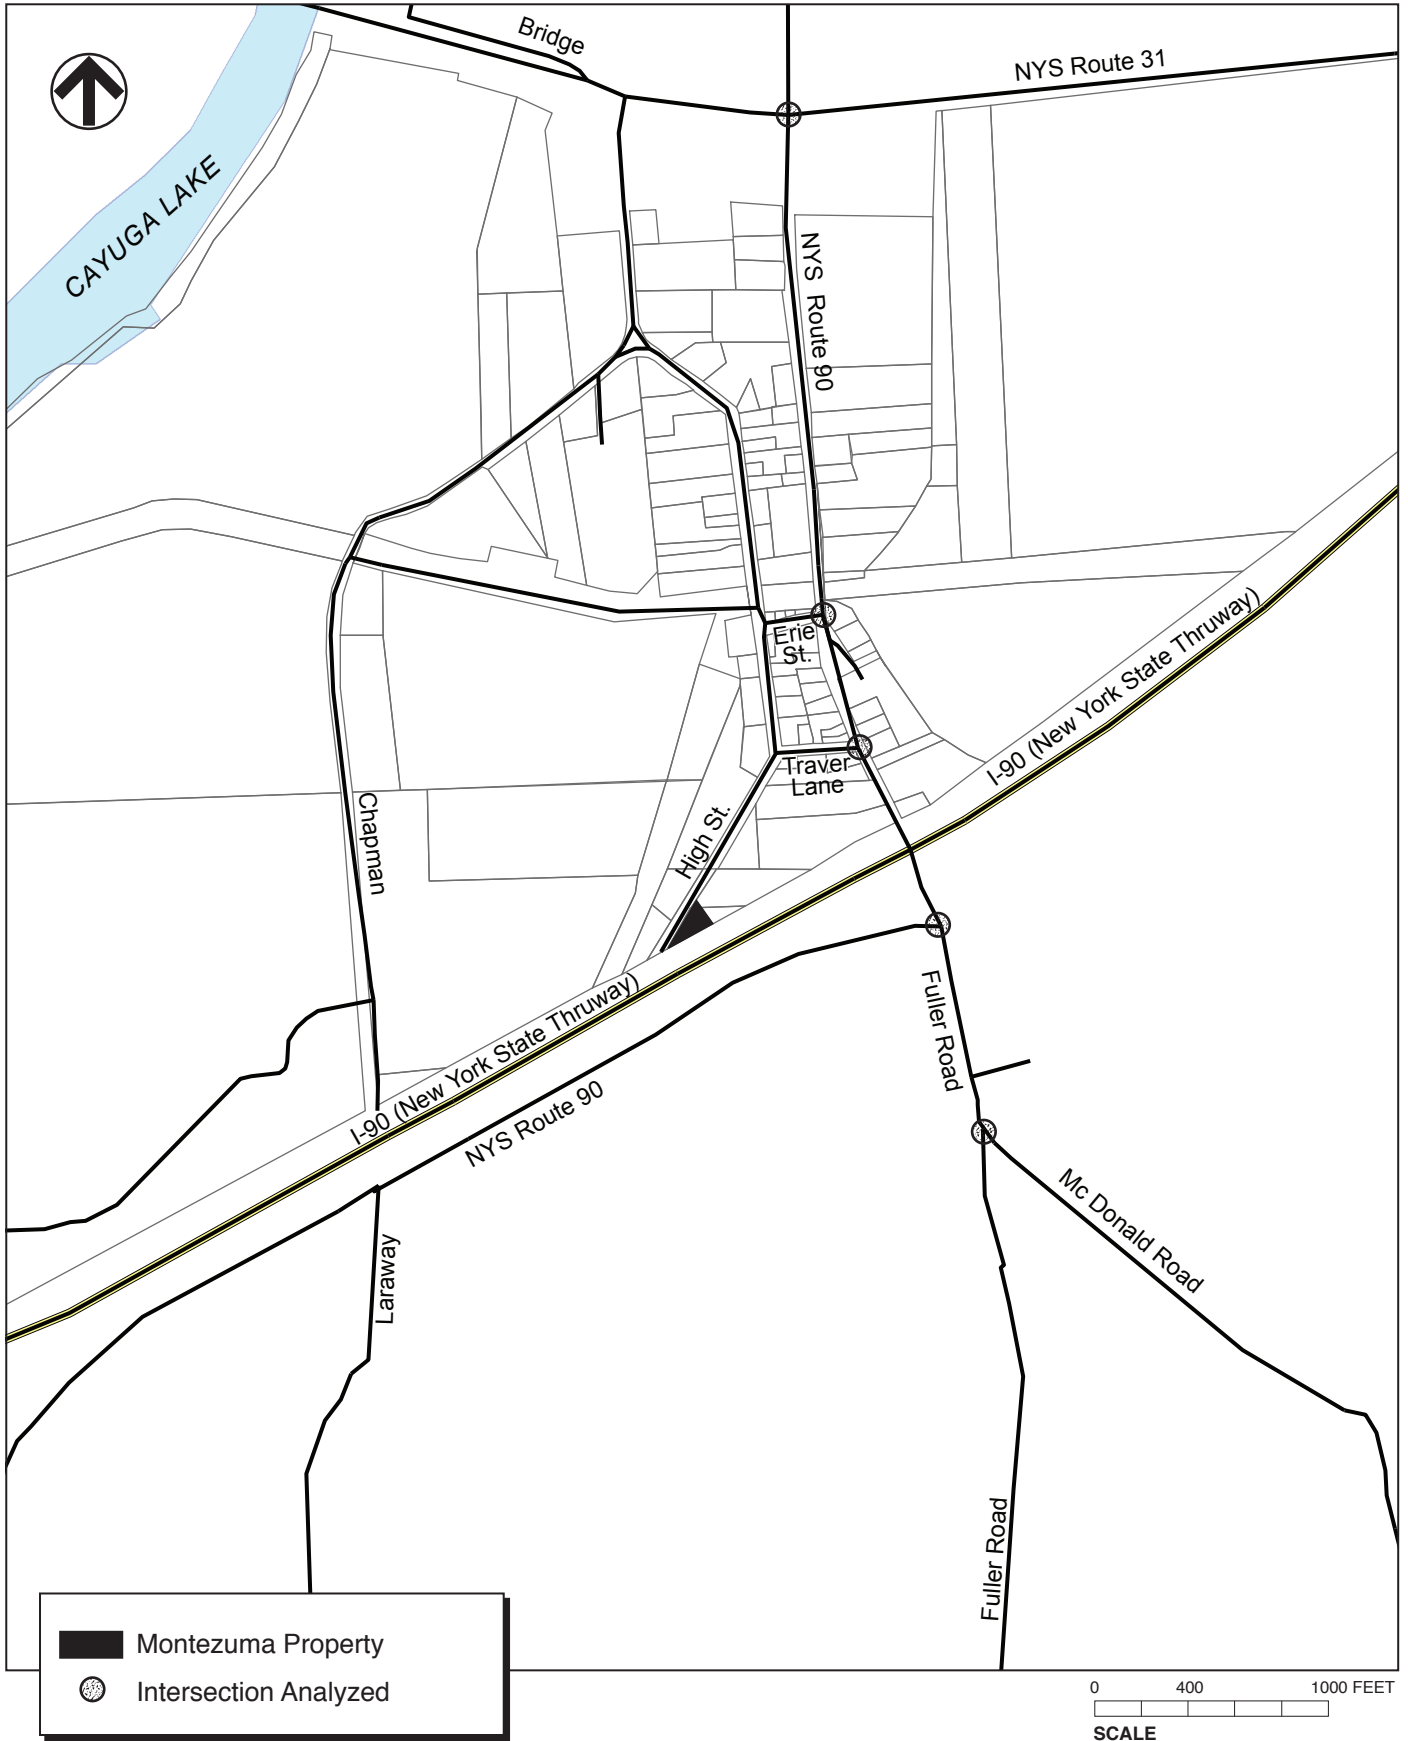 Bridge
NYS Route 31
CAYUGA LAKE
NYS Route 90
Erie
St.
I-90 (New York State Thruway)
Traver
Lane
High St.
Chapman
I-90 (New York State Thruway)
NYS Route 90
Fuller Road
Mc Donald Road
Laraway
Fuller Road
Montezuma Property
Intersection Analyzed
0 400 1000 FEET
SCALE